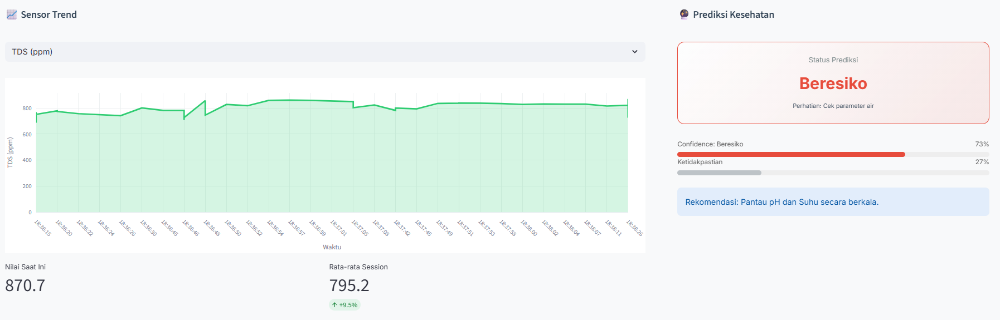 Sensor Trend
TDS (ppm)
TDS (ppm)
800
600
400
200
0
18:36:15
18:36:20
18:36:22
18:36:24
18:36:26
18:36:30
18:36:45
18:36:46
18:36:48
18:36:50
18:36:52
18:36:54
18:36:57
18:36:59
18:37:01
18:37:05
18:37:08
18:37:42
18:37:45
18:37:49
18:37:51
18:37:53
18:37:58
18:38:00
18:38:02
18:38:04
18:38:07
18:38:11
18:38:26
Waktu
Nilai Saat Ini
870.7
Rata-rata Session
795.2
↑ +9.5%
Prediksi Kesehatan
Status Prediksi
Beresiko
Perhatian: Cek parameter air
Confidence: Beresiko 73%
Ketidakpastian 27%
Rekomendasi: Pantau pH dan Suhu secara berkala.